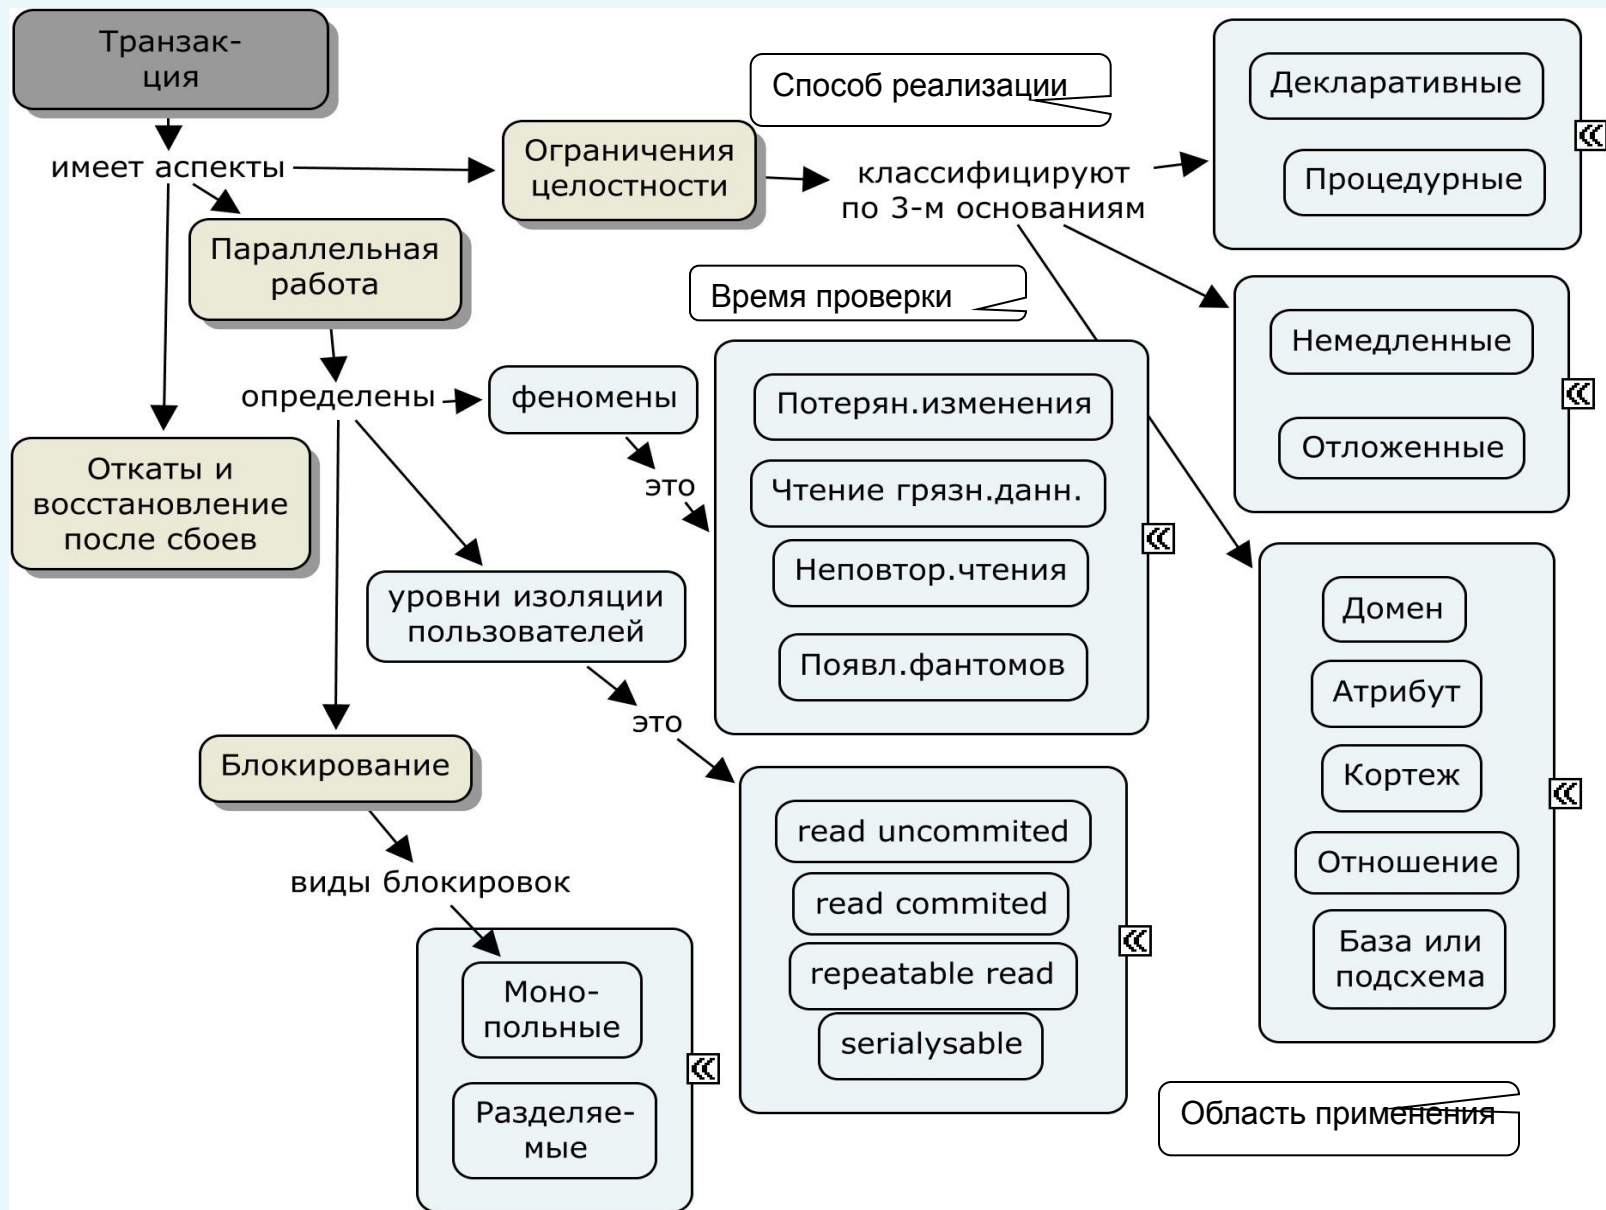 Транзак-
ция
имеет аспекты
Ограничения
целостности
Способ реализации
классифицируют
по 3-м основаниям
Декларативные
Процедурные
Параллельная
работа
Время проверки
Немедленные
Отложенные
определены
феномены
это
Потерян.изменения
Чтение грязн.данн.
Неповтор.чтения
Появл.фантомов
Откаты и
восстановление
после сбоев
уровни изоляции
пользователей
это
Домен
Атрибут
Кортеж
Отношение
База или
подсхема
Блокирование
виды блокировок
read uncommited
read commited
repeatable read
serialysable
Моно-
польные
Разделяе-
мые
Область применения